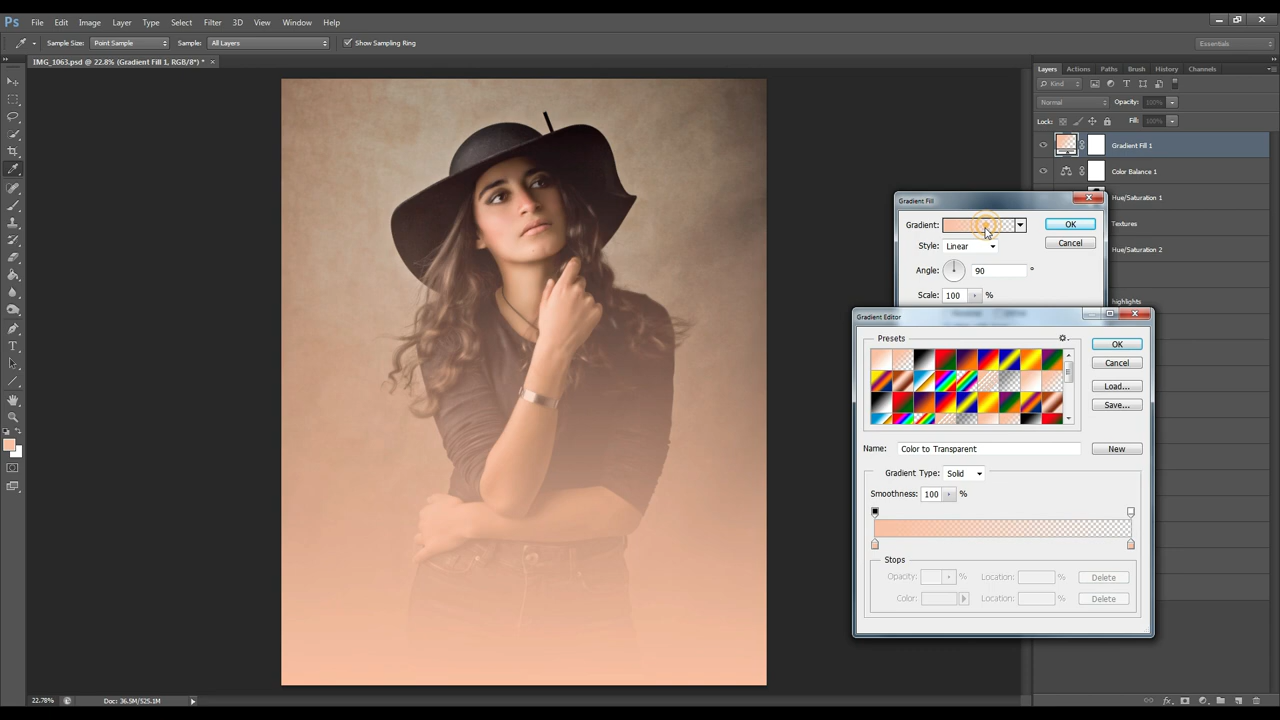 Ps File Edit Image Layer Type Select Filter 3D View Window Help
Sample Size: Point Sample Sample: All Layers Show Sampling Ring Essentials
IMG_1063.psd @ 22.8% (Gradient Fill 1, RGB/8*) * ×
Layers Actions Paths Brush History Channels
Kind
Normal Opacity: 100%
Lock: Fill: 100%
Gradient Fill 1
Color Balance 1
Hue/Saturation 1
Textures
Hue/Saturation 2
highlights
Gradient Fill
Gradient: OK
Style: Linear Cancel
Angle: 90 °
Scale: 100 %
Gradient Editor
Presets OK
Cancel
Load...
Save...
Name: Color to Transparent New
Gradient Type: Solid
Smoothness: 100 %
Stops
Opacity: % Location: % Delete
Color: Location: % Delete
22.78% Doc: 36.5M/525.1M